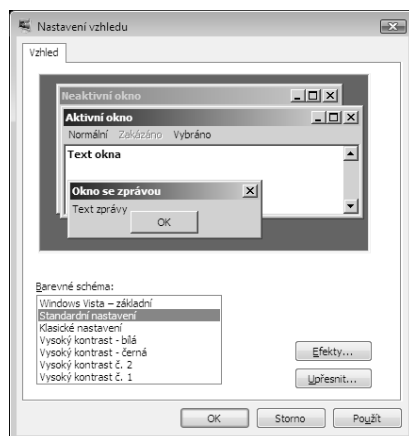 Nastavení vzhledu
Vzhled
Neaktivní okno
Aktivní okno
Normální Zakázáno Vybráno
Text okna
Okno se zprávou
Text zprávy
OK
Barevné schéma:
Windows Vista – základní
Standardní nastavení
Klasické nastavení
Vysoký kontrast - bílá
Vysoký kontrast - černá
Vysoký kontrast č. 2
Vysoký kontrast č. 1
Efekty...
Upřesnit...
OK Storno Použít